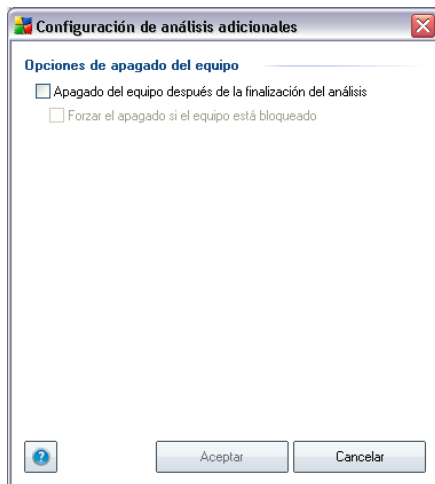 Configuración de análisis adicionales
Opciones de apagado del equipo
Apagado del equipo después de la finalización del análisis
Forzar el apagado si el equipo está bloqueado
?
Aceptar
Cancelar